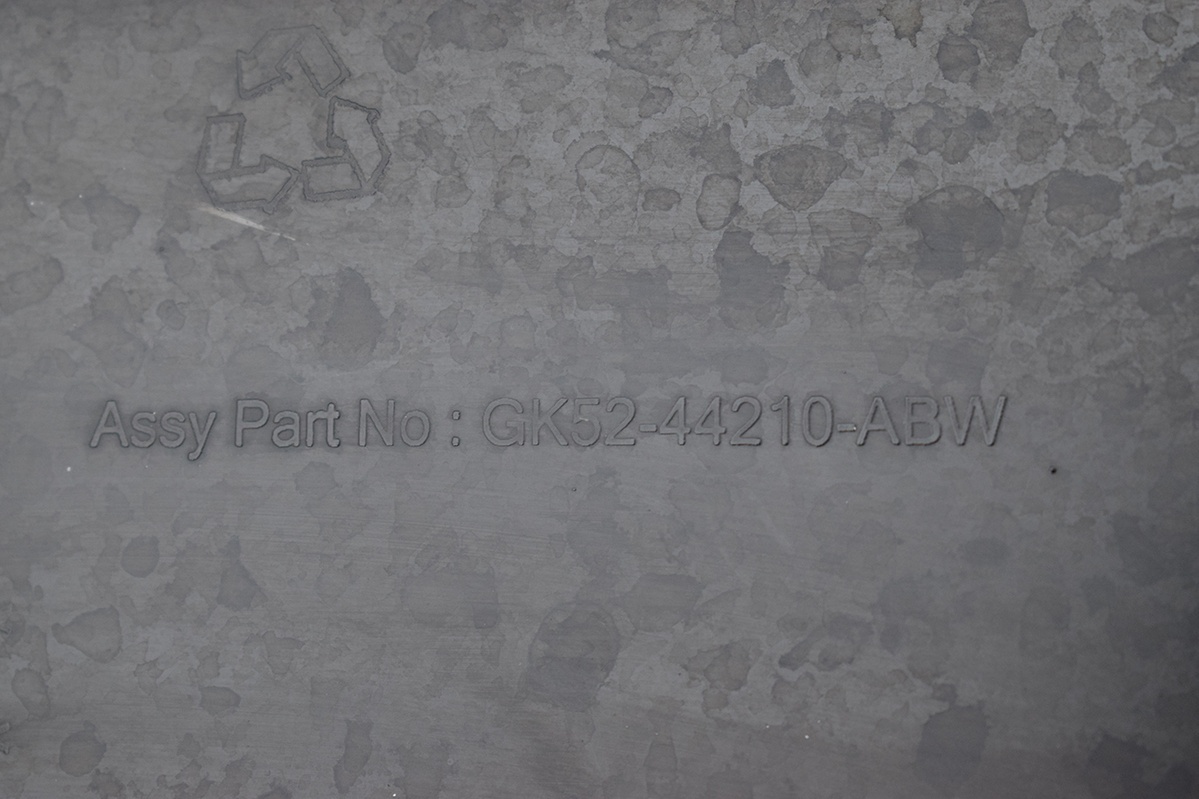 Assy Part No : GK52-44210-ABW